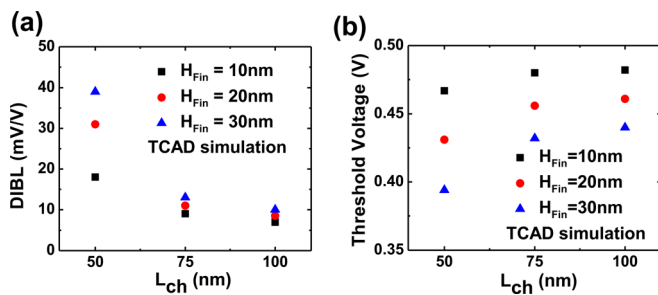 (a)
50
40
30
20
10
0
DIBL (mV/V)
H_Fin = 10nm
H_Fin = 20nm
H_Fin = 30nm
TCAD simulation
50 75 100
L_ch (nm)
(b)
0.50
0.45
0.40
0.35
Threshold Voltage (V)
H_Fin=10nm
H_Fin=20nm
H_Fin=30nm
TCAD simulation
50 75 100
L_ch (nm)